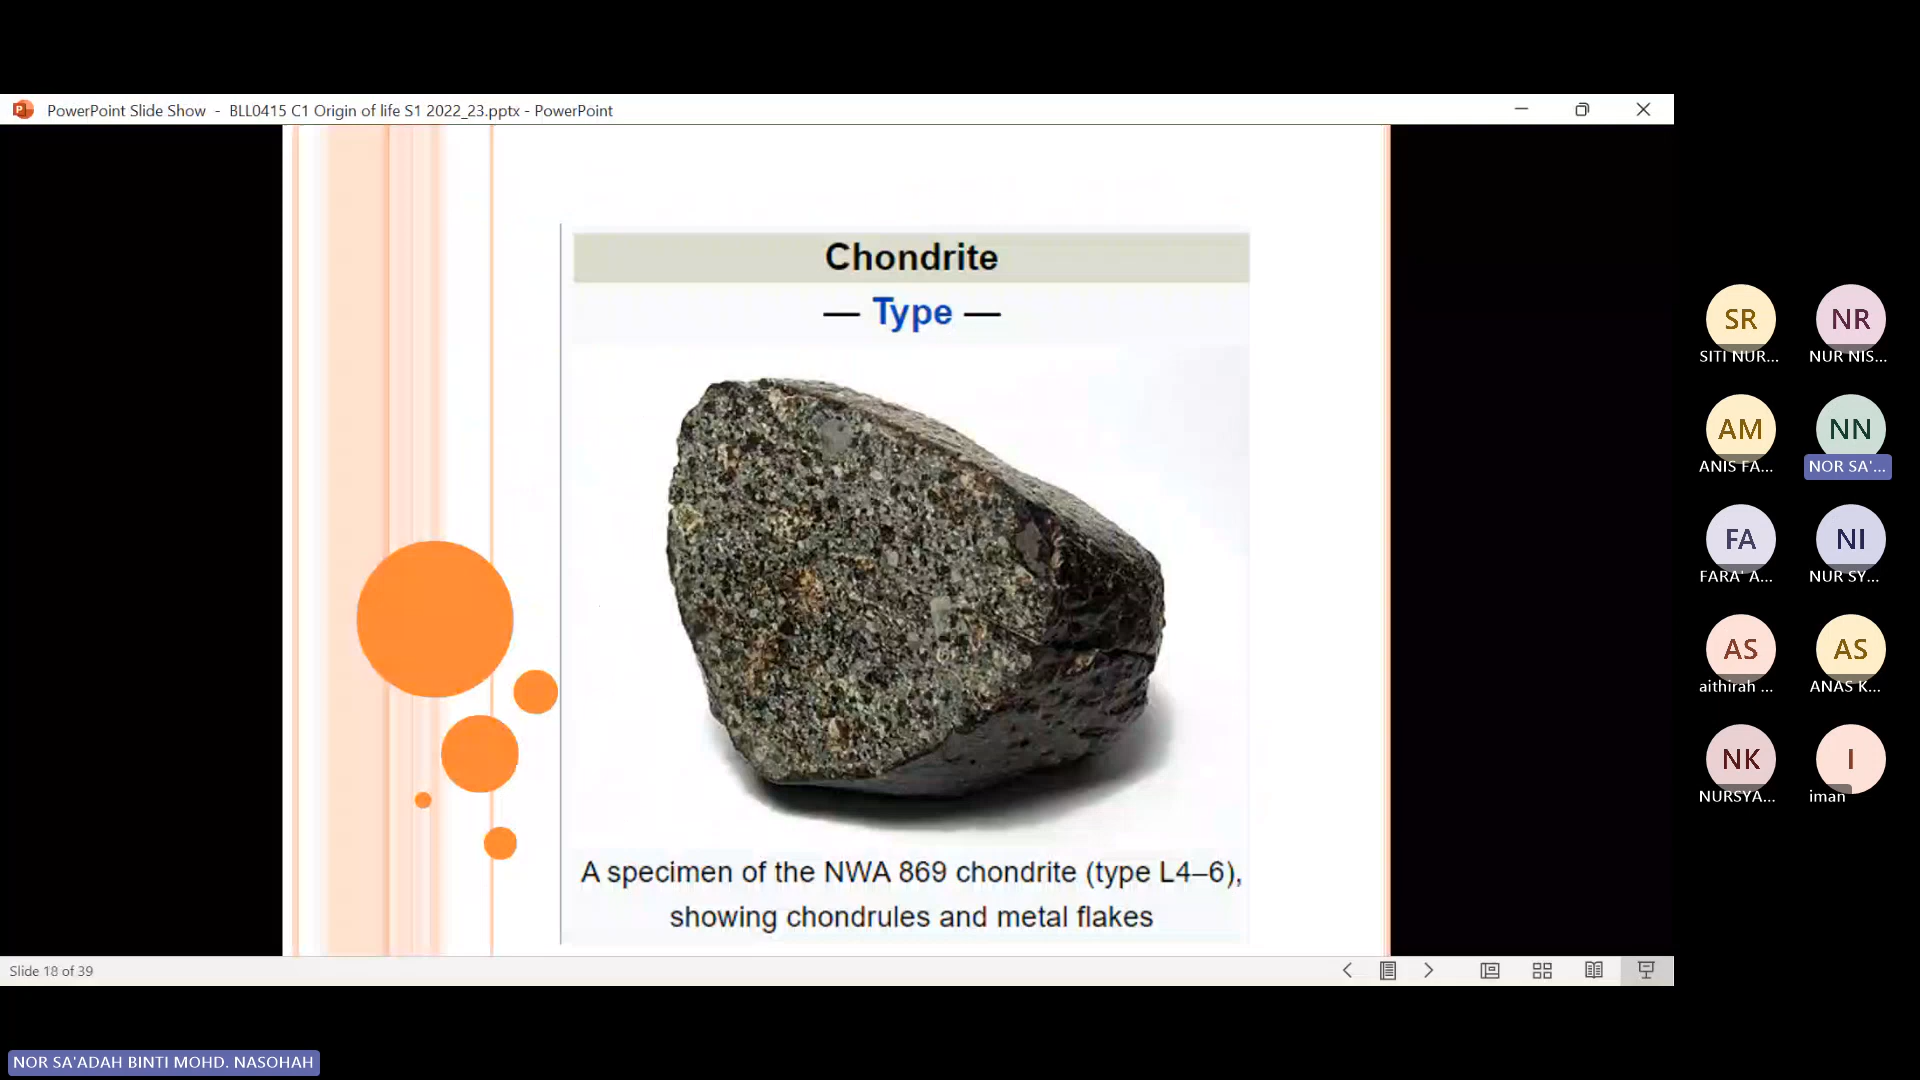 PowerPoint Slide Show - BLL0415 C1 Origin of life S1 2022_23.pptx - PowerPoint
Chondrite
— Type —
A specimen of the NWA 869 chondrite (type L4–6),
showing chondrules and metal flakes
Slide 18 of 39
SR
SITI NUR...
NR
NUR NIS...
AM
ANIS FA...
NN
NOR SA'...
FA
FARA' A...
NI
NUR SY...
AS
aithirah ...
AS
ANAS K...
NK
NURSYA...
I
iman
NOR SA'ADAH BINTI MOHD. NASOHAH